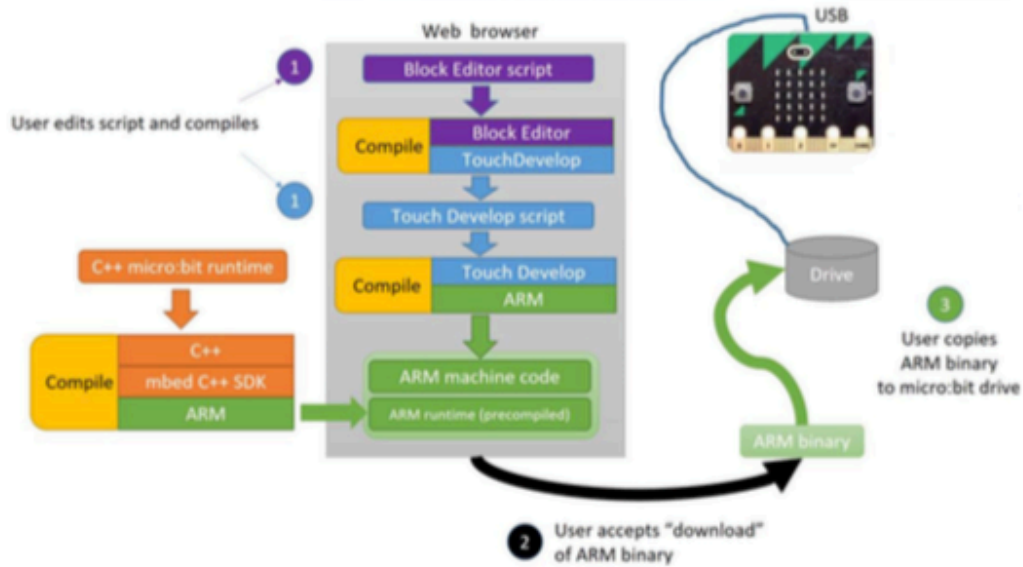 Web browser
USB
1
Block Editor script
User edits script and compiles
Compile
Block Editor
TouchDevelop
1
Touch Develop script
C++ micro:bit runtime
Compile
Touch Develop
ARM
Drive
3
User copies
ARM binary
to micro:bit drive
Compile
C++
mbed C++ SDK
ARM
ARM machine code
ARM runtime (precompiled)
ARM binary
2
User accepts “download”
of ARM binary